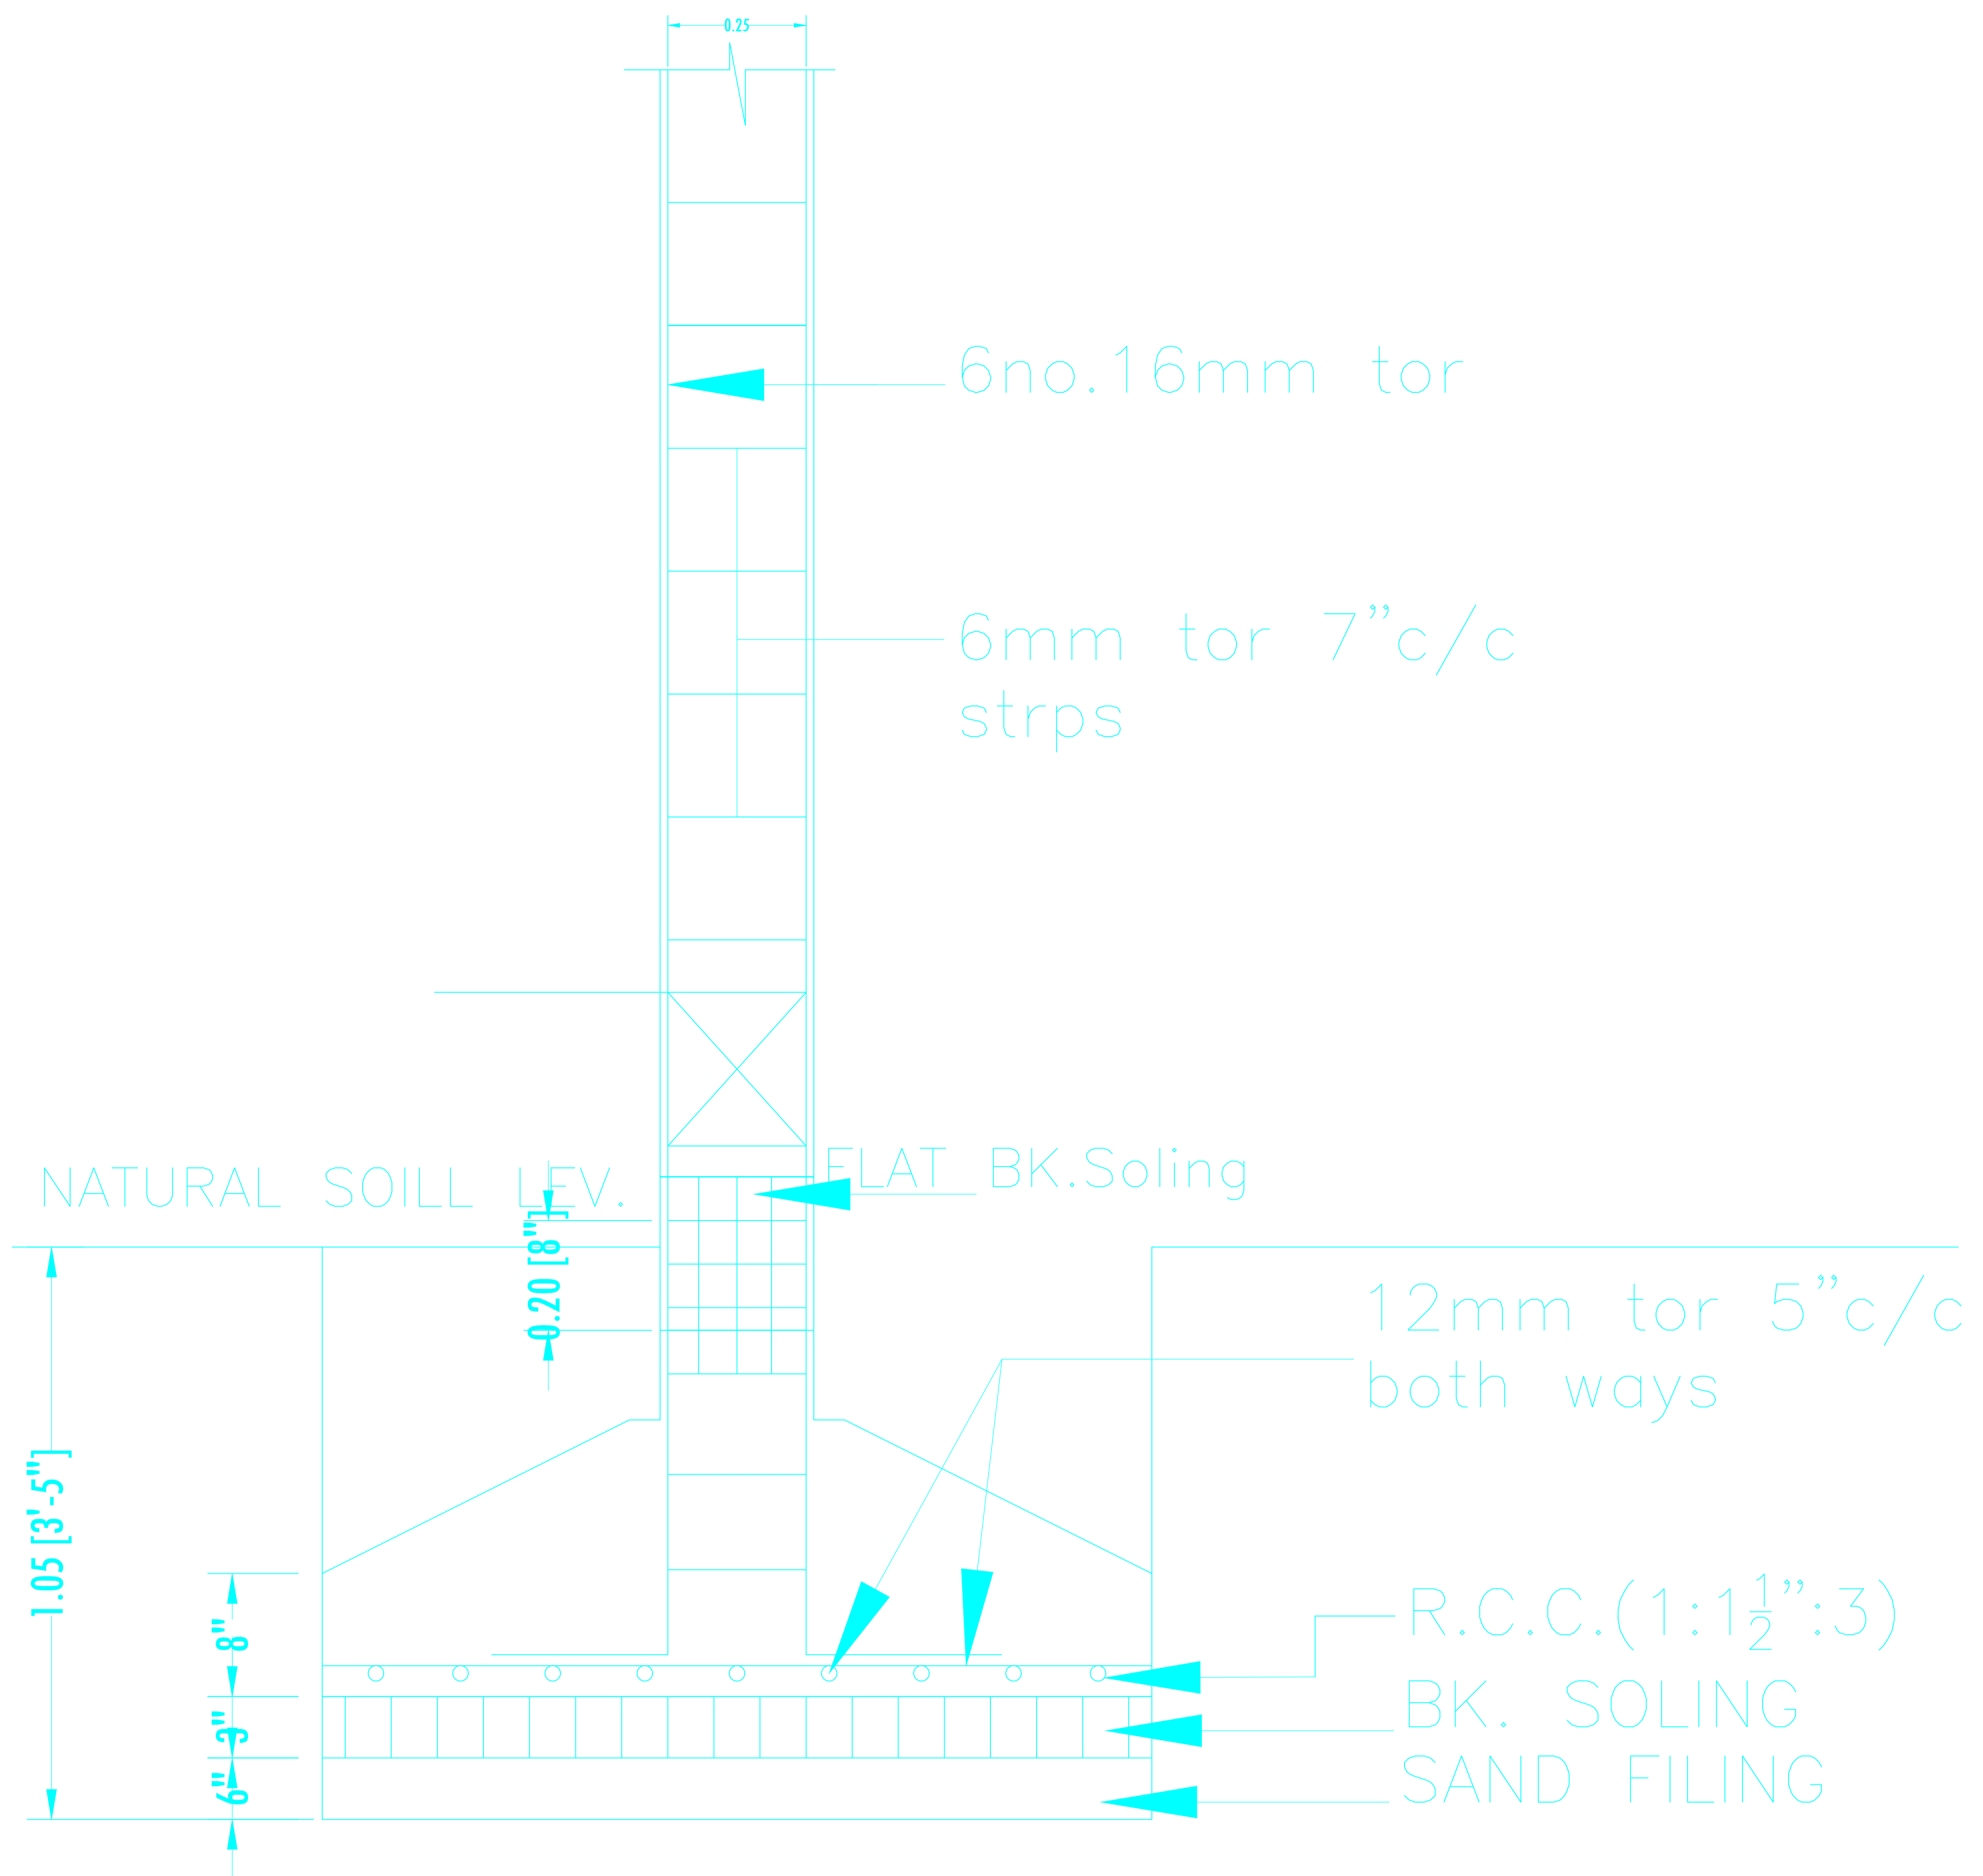 0.25
6no.16mm tor
6mm tor 7"c/c
strps
NATURAL SOILL LEV.
FLAT BK.Soling
0.20 [8"]
12mm tor 5"c/c
both ways
1.05 [3'-5"]
8"
R.C.C.(1:1½":3)
BK. SOLING
3"
SAND FILING
6"